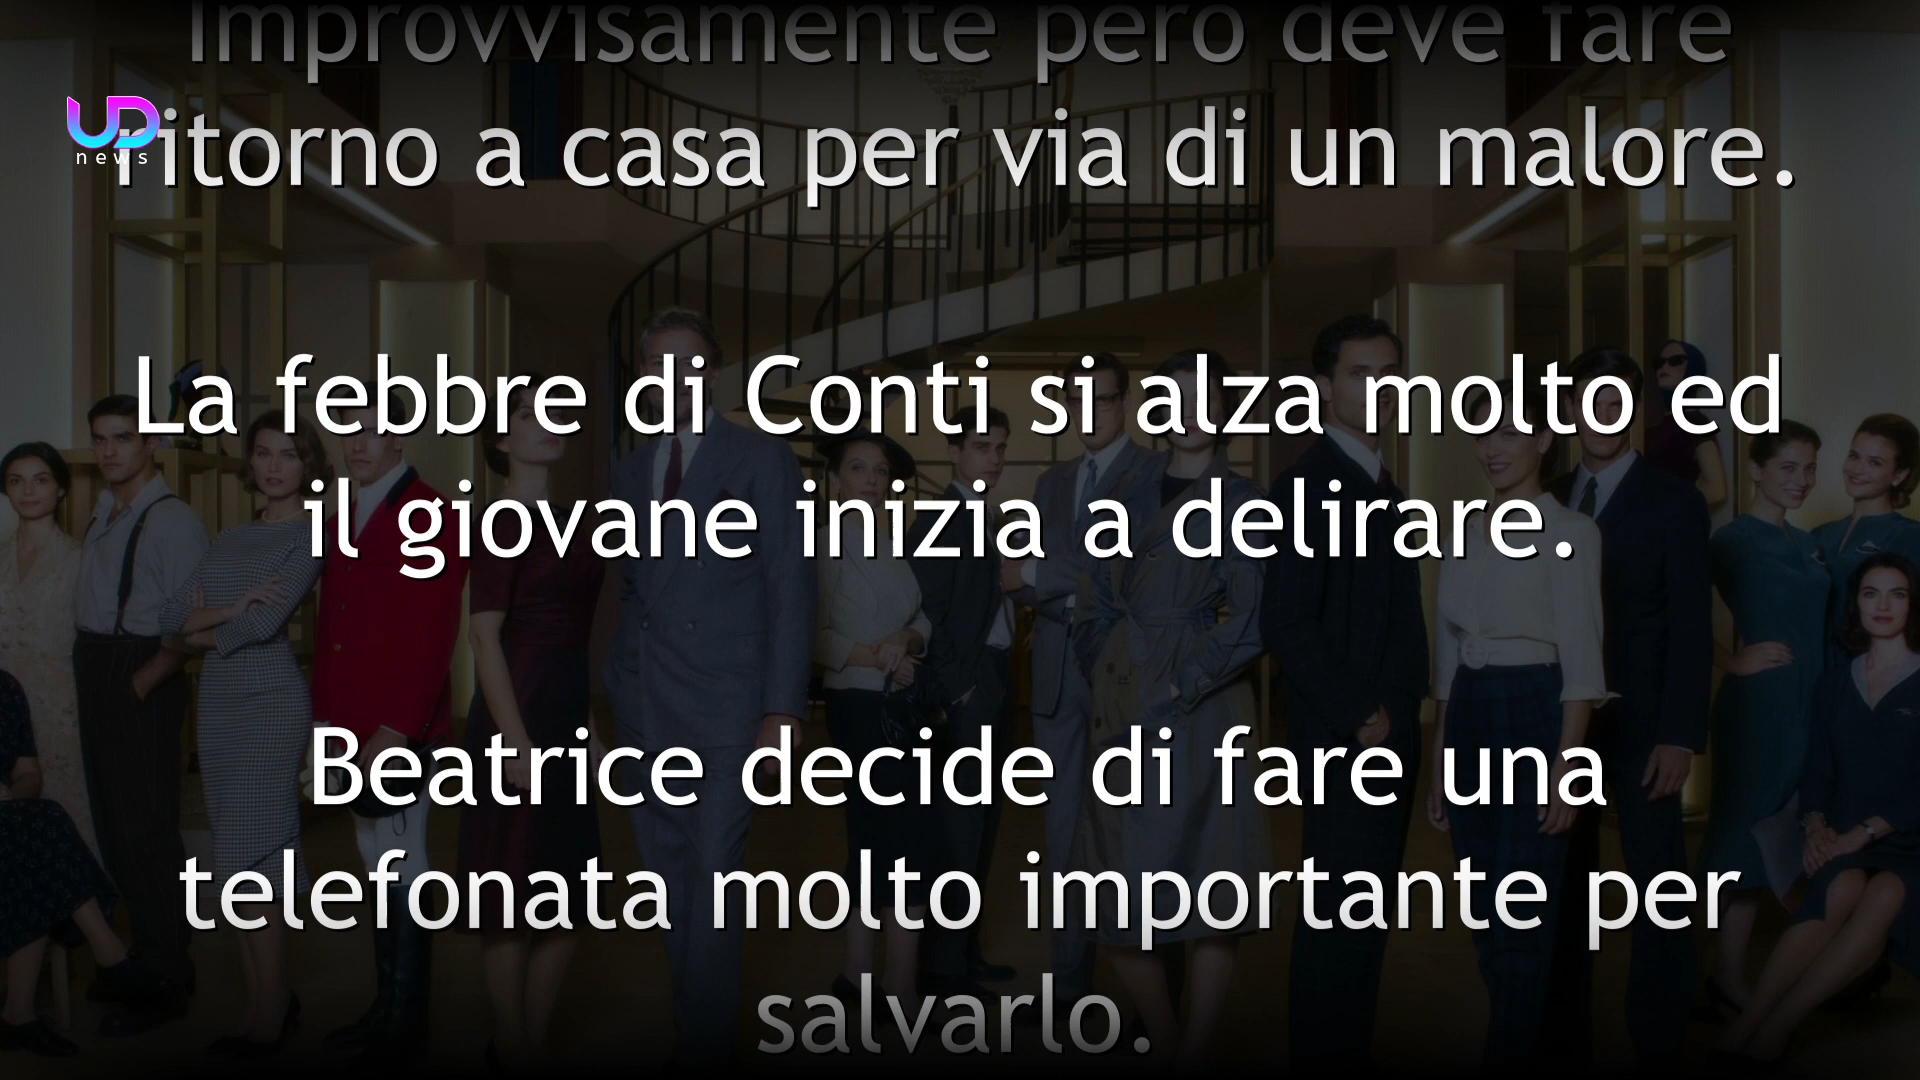 Improvvisamente però deve fare
UD
news
ritorno a casa per via di un malore.
La febbre di Conti si alza molto ed
il giovane inizia a delirare.
Beatrice decide di fare una
telefonata molto importante per
salvarlo.